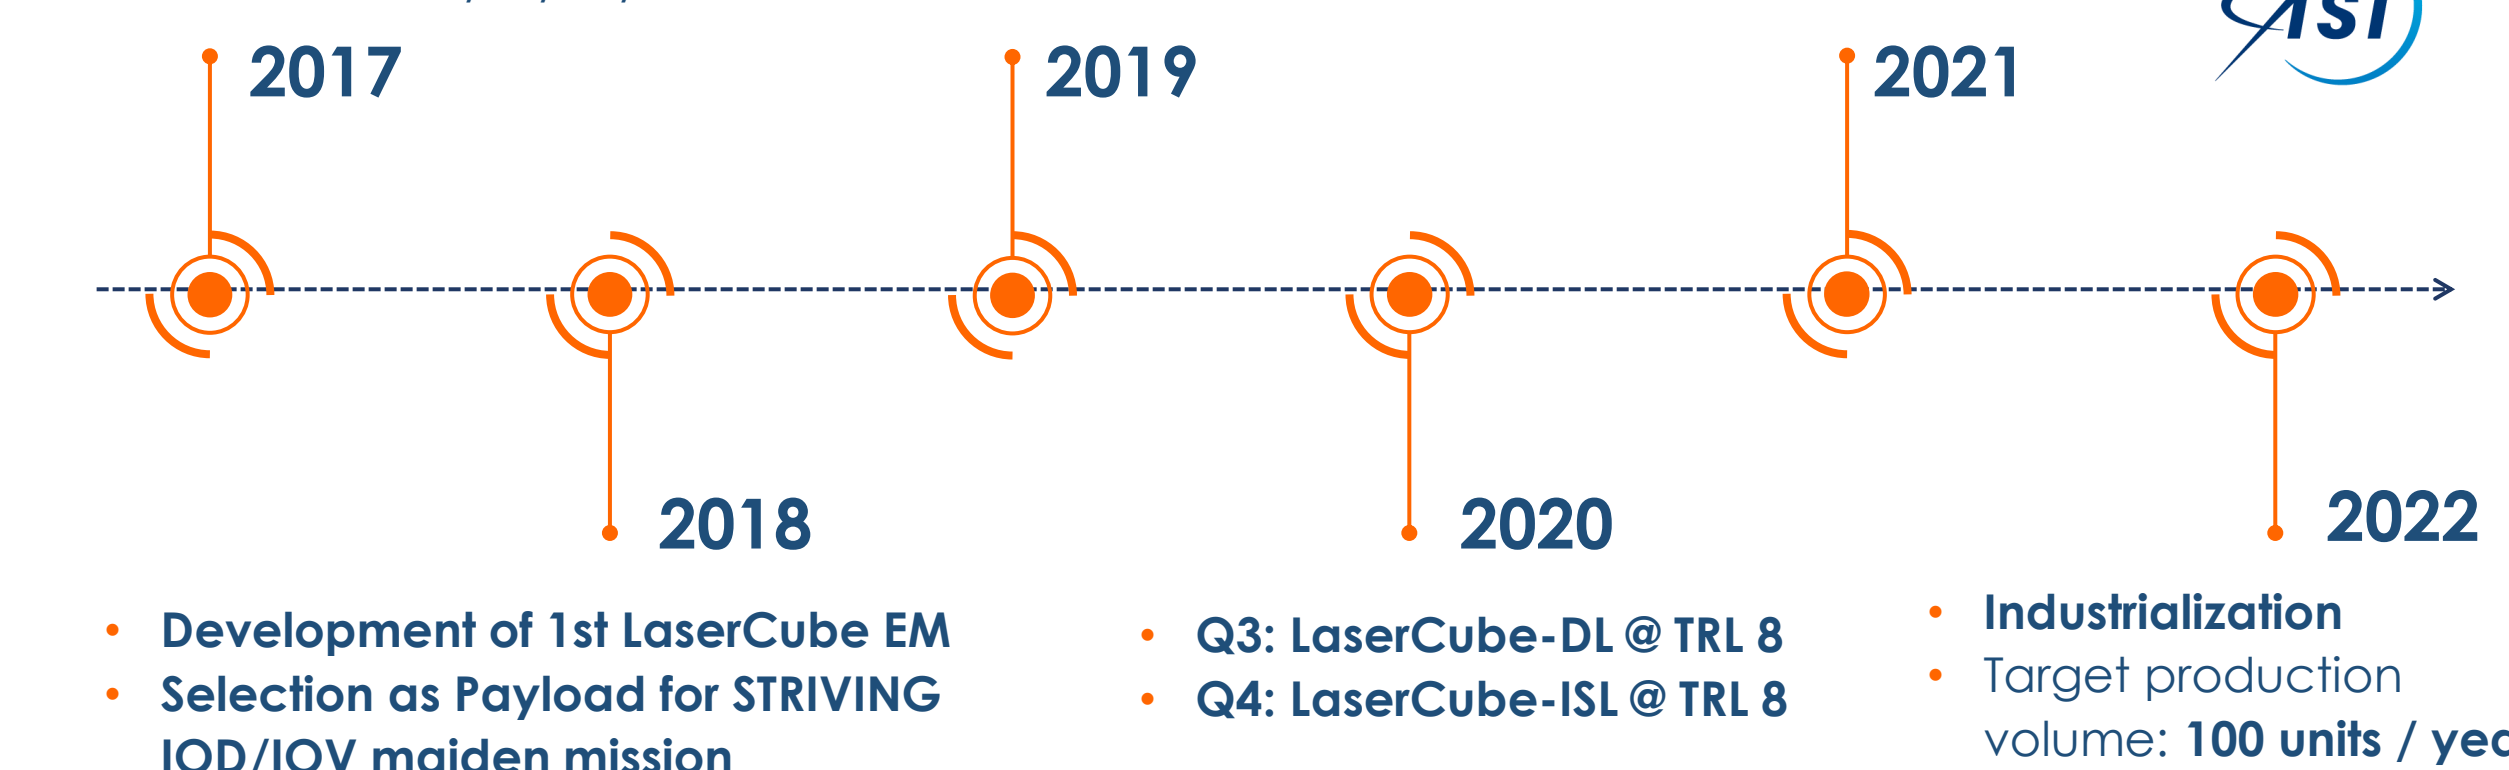 2017
2019
2021
asi
2018
2020
2022
• Development of 1st LaserCube EM
• Selection as Payload for STRIVING
IOD/IOV maiden mission
• Q3: LaserCube-DL @ TRL 8
• Q4: LaserCube-ISL @ TRL 8
• Industrialization
• Target production
volume: 100 units /